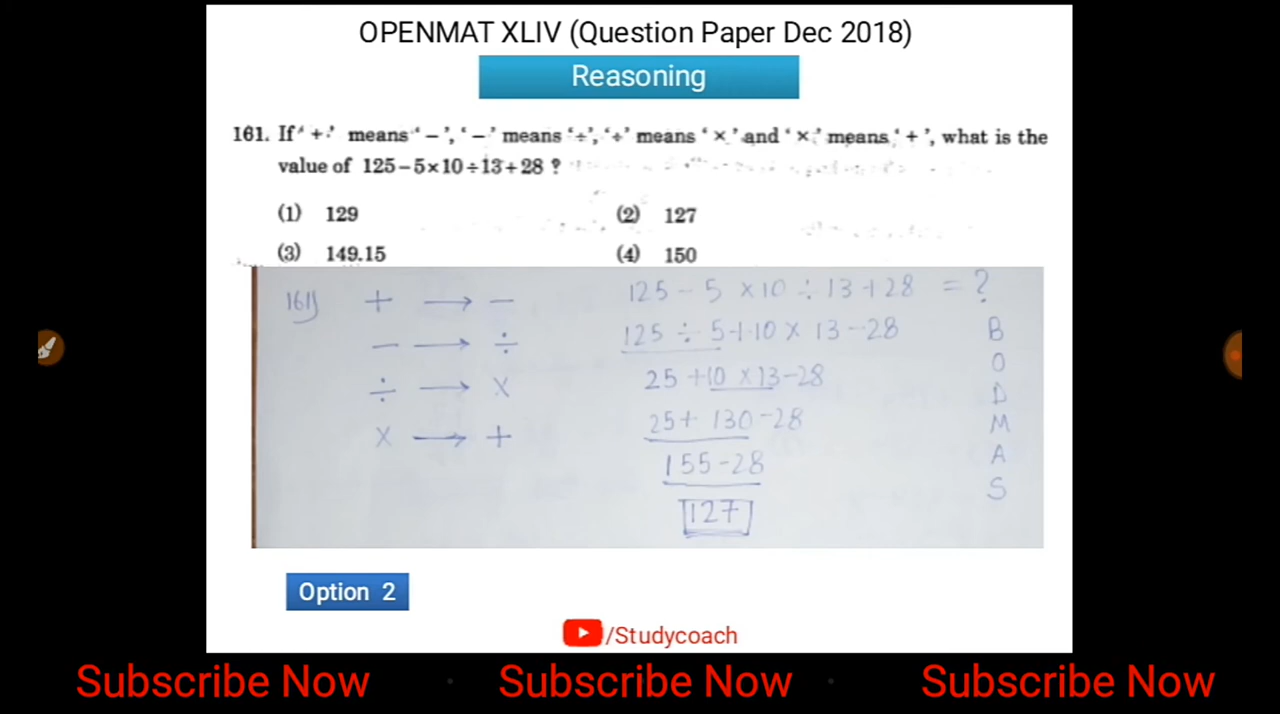 OPENMAT XLIV (Question Paper Dec 2018)
Reasoning
161. If ‘ + ’ means ‘ – ’, ‘ – ’ means ‘÷’, ‘÷’ means ‘ × ’ and ‘ × ’ means ‘ + ’, what is the
value of 125 – 5 × 10 ÷ 13 + 28 ?
(1) 129
(2) 127
(3) 149.15
(4) 150
161)
+ → −
− → ÷
÷ → ×
× → +
125 − 5 × 10 ÷ 13 + 28 = ?
125 ÷ 5 + 10 × 13 − 28
25 + 10 × 13 − 28
25 + 130 − 28
155 − 28
127
B
O
D
M
A
S
Option 2
/Studycoach
Subscribe Now
Subscribe Now
Subscribe Now